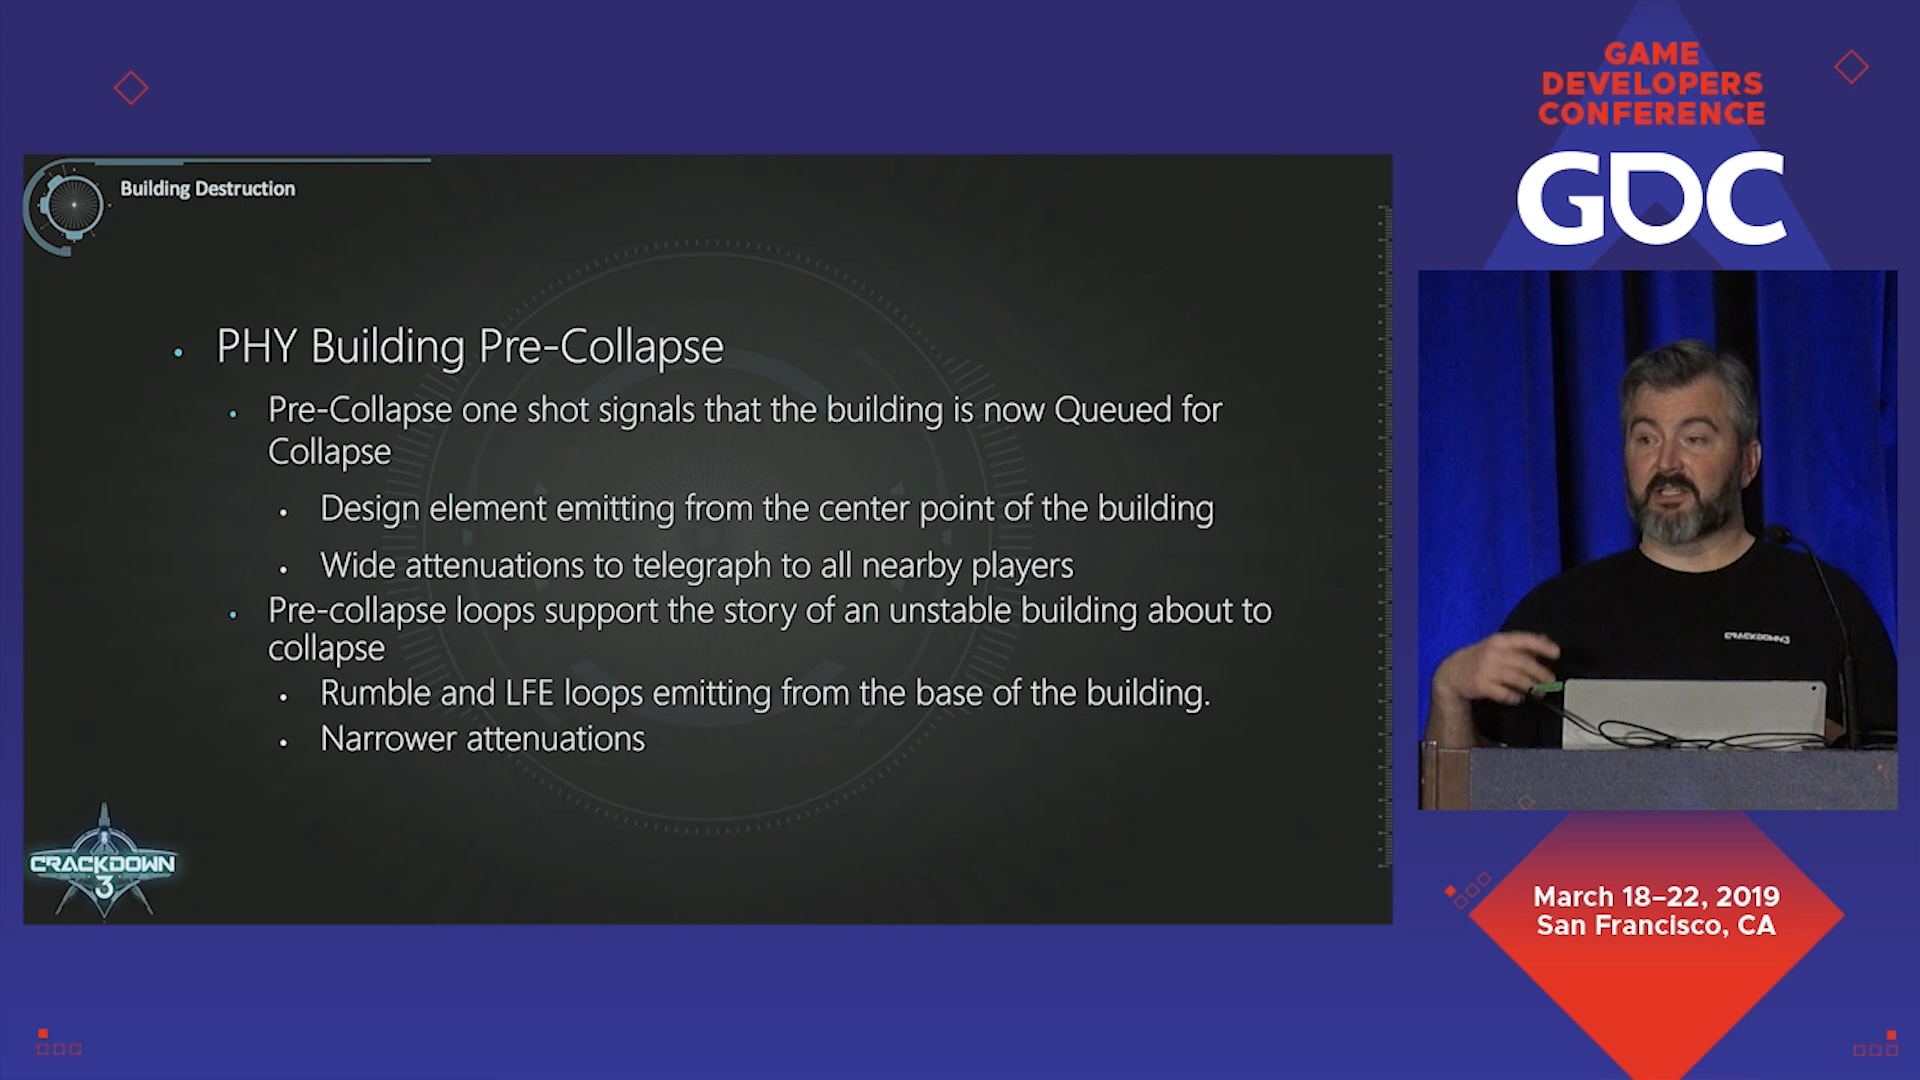 GAME
DEVELOPERS
CONFERENCE
GDC
Building Destruction
PHY Building Pre-Collapse
Pre-Collapse one shot signals that the building is now Queued for
Collapse
Design element emitting from the center point of the building
Wide attenuations to telegraph to all nearby players
Pre-collapse loops support the story of an unstable building about to
collapse
Rumble and LFE loops emitting from the base of the building.
Narrower attenuations
CRACKDOWN
3
CRACKDOWN3
March 18–22, 2019
San Francisco, CA